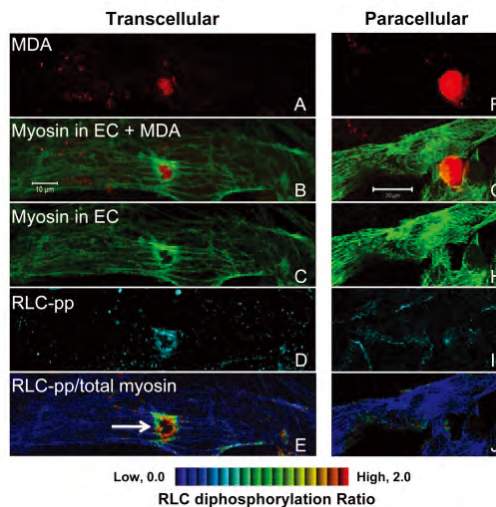 Transcellular Paracellular
MDA
A F
Myosin in EC + MDA
10 μm 20 μm
B G
Myosin in EC
C H
RLC-pp
D I
RLC-pp/total myosin
E J
Low, 0.0 High, 2.0
RLC diphosphorylation Ratio